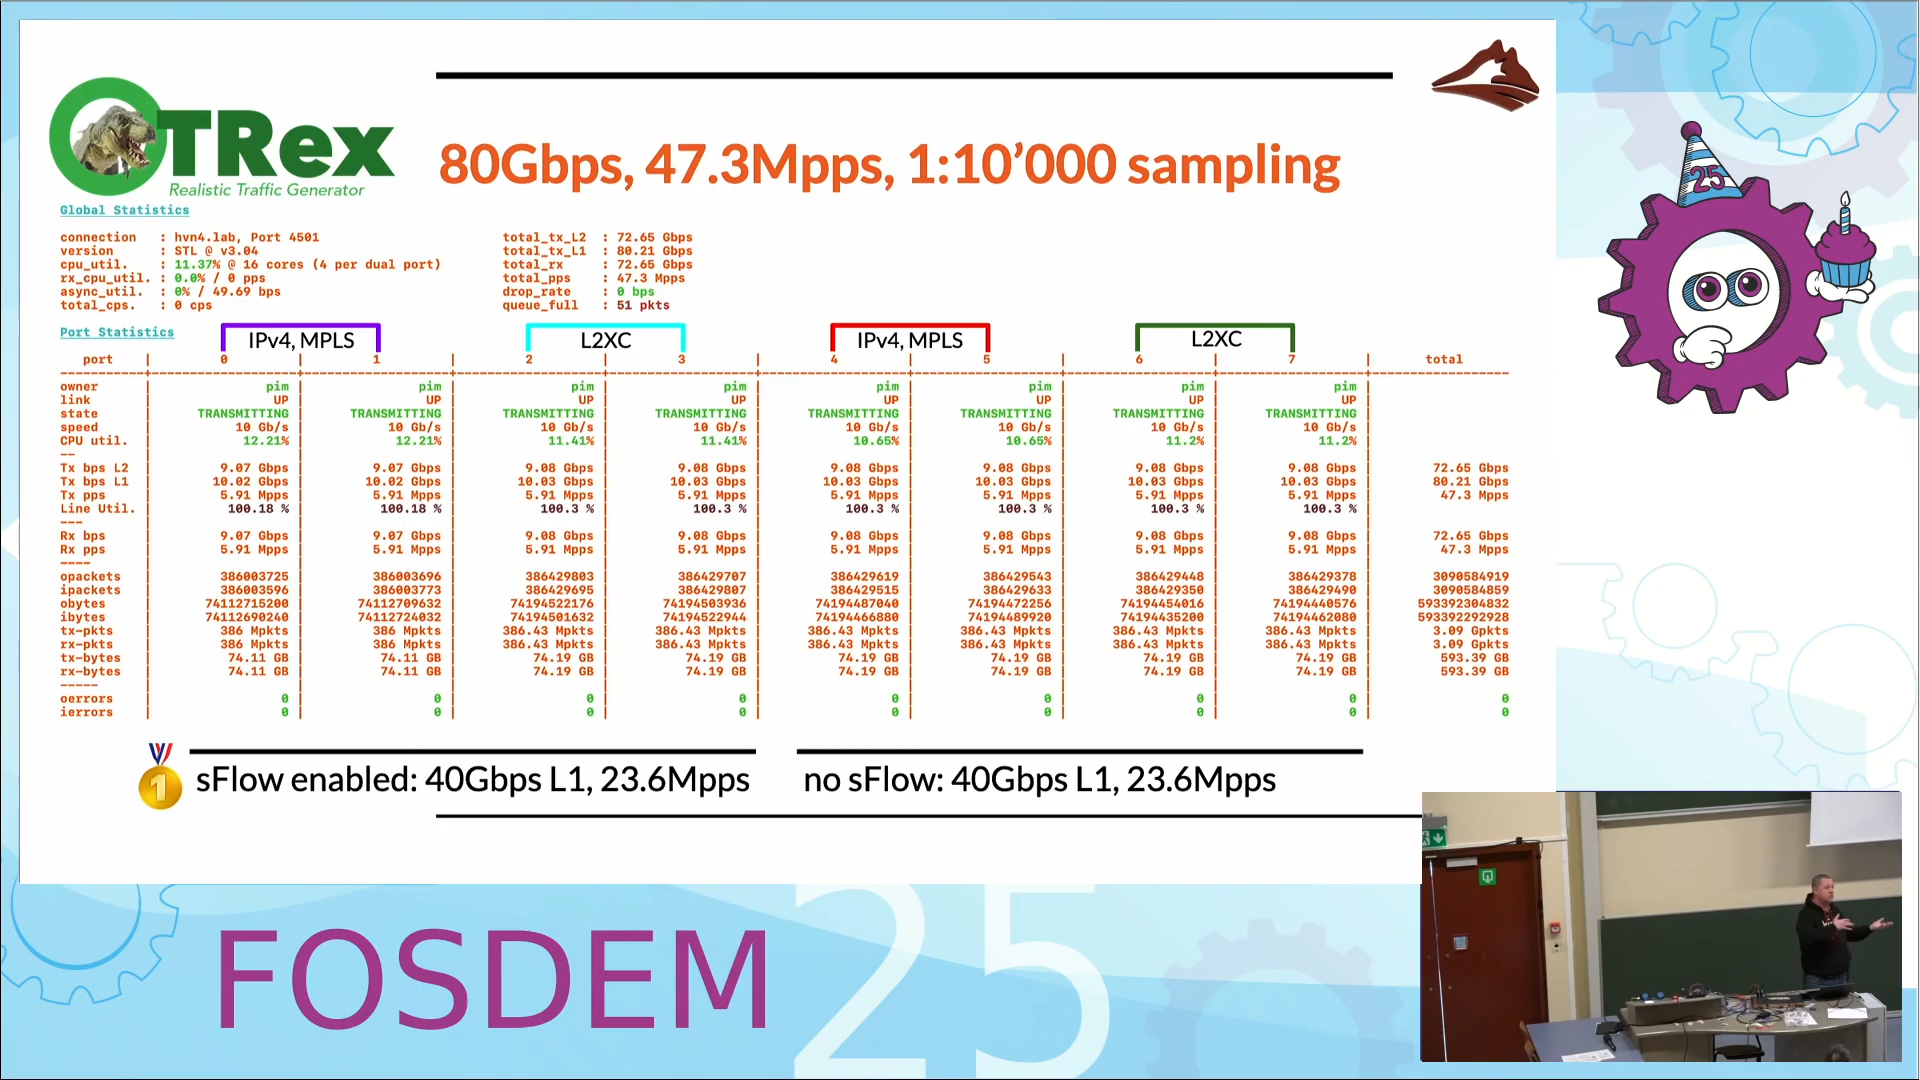 TRex
Realistic Traffic Generator
80Gbps, 47.3Mpps, 1:10’000 sampling
25
Global Statistics
connection : hvn4.lab, Port 4501 total_tx_L2 : 72.65 Gbps
version : STL @ v3.04 total_tx_L1 : 80.21 Gbps
cpu_util. : 11.37% @ 16 cores (4 per dual port) total_rx : 72.65 Gbps
rx_cpu_util. : 0.0% / 0 pps total_pps : 47.3 Mpps
async_util. : 0% / 49.69 bps drop_rate : 0 bps
total_cps. : 0 cps queue_full : 51 pkts
Port Statistics
IPv4, MPLS L2XC IPv4, MPLS L2XC
port | 0 | 1 | 2 | 3 | 4 | 5 | 6 | 7 | total
owner | pim | pim | pim | pim | pim | pim | pim | pim |
link | UP | UP | UP | UP | UP | UP | UP | UP |
state | TRANSMITTING | TRANSMITTING | TRANSMITTING | TRANSMITTING | TRANSMITTING | TRANSMITTING | TRANSMITTING | TRANSMITTING |
speed | 10 Gb/s | 10 Gb/s | 10 Gb/s | 10 Gb/s | 10 Gb/s | 10 Gb/s | 10 Gb/s | 10 Gb/s |
CPU util. | 12.21% | 12.21% | 11.41% | 11.41% | 10.65% | 10.65% | 11.2% | 11.2% |
-- | | | | | | | | |
Tx bps L2 | 9.07 Gbps | 9.07 Gbps | 9.08 Gbps | 9.08 Gbps | 9.08 Gbps | 9.08 Gbps | 9.08 Gbps | 9.08 Gbps | 72.65 Gbps
Tx bps L1 | 10.02 Gbps | 10.02 Gbps | 10.03 Gbps | 10.03 Gbps | 10.03 Gbps | 10.03 Gbps | 10.03 Gbps | 10.03 Gbps | 80.21 Gbps
Tx pps | 5.91 Mpps | 5.91 Mpps | 5.91 Mpps | 5.91 Mpps | 5.91 Mpps | 5.91 Mpps | 5.91 Mpps | 5.91 Mpps | 47.3 Mpps
Line Util. | 100.18 % | 100.18 % | 100.3 % | 100.3 % | 100.3 % | 100.3 % | 100.3 % | 100.3 % |
--- | | | | | | | | |
Rx bps | 9.07 Gbps | 9.07 Gbps | 9.08 Gbps | 9.08 Gbps | 9.08 Gbps | 9.08 Gbps | 9.08 Gbps | 9.08 Gbps | 72.65 Gbps
Rx pps | 5.91 Mpps | 5.91 Mpps | 5.91 Mpps | 5.91 Mpps | 5.91 Mpps | 5.91 Mpps | 5.91 Mpps | 5.91 Mpps | 47.3 Mpps
---- | | | | | | | | |
opackets | 386003725 | 386003696 | 386429803 | 386429707 | 386429619 | 386429543 | 386429448 | 386429378 | 3090584919
ipackets | 386003596 | 386003773 | 386429695 | 386429807 | 386429515 | 386429633 | 386429350 | 386429490 | 3090584859
obytes | 74112715200 | 74112709632 | 74194522176 | 74194503936 | 74194487040 | 74194472256 | 74194454016 | 74194440576 | 593392304832
ibytes | 74112690240 | 74112724032 | 74194501632 | 74194522944 | 74194466880 | 74194489920 | 74194435200 | 74194462080 | 593392292928
tx-pkts | 386 Mpkts | 386 Mpkts | 386.43 Mpkts | 386.43 Mpkts | 386.43 Mpkts | 386.43 Mpkts | 386.43 Mpkts | 386.43 Mpkts | 3.09 Gpkts
rx-pkts | 386 Mpkts | 386 Mpkts | 386.43 Mpkts | 386.43 Mpkts | 386.43 Mpkts | 386.43 Mpkts | 386.43 Mpkts | 386.43 Mpkts | 3.09 Gpkts
tx-bytes | 74.11 GB | 74.11 GB | 74.19 GB | 74.19 GB | 74.19 GB | 74.19 GB | 74.19 GB | 74.19 GB | 593.39 GB
rx-bytes | 74.11 GB | 74.11 GB | 74.19 GB | 74.19 GB | 74.19 GB | 74.19 GB | 74.19 GB | 74.19 GB | 593.39 GB
----- | | | | | | | | |
oerrors | 0 | 0 | 0 | 0 | 0 | 0 | 0 | 0 | 0
ierrors | 0 | 0 | 0 | 0 | 0 | 0 | 0 | 0 | 0
1 sFlow enabled: 40Gbps L1, 23.6Mpps no sFlow: 40Gbps L1, 23.6Mpps
FOSDEM 25